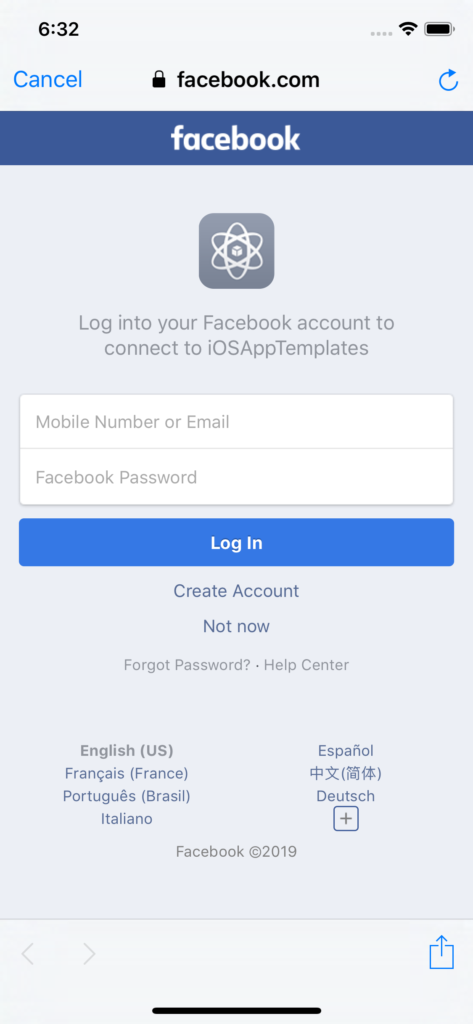 6:32
Cancel facebook.com
facebook
Log into your Facebook account to
connect to iOSAppTemplates
Mobile Number or Email
Facebook Password
Log In
Create Account
Not now
Forgot Password? · Help Center
English (US) Español
Français (France) 中文(简体)
Português (Brasil) Deutsch
Italiano
Facebook ©2019